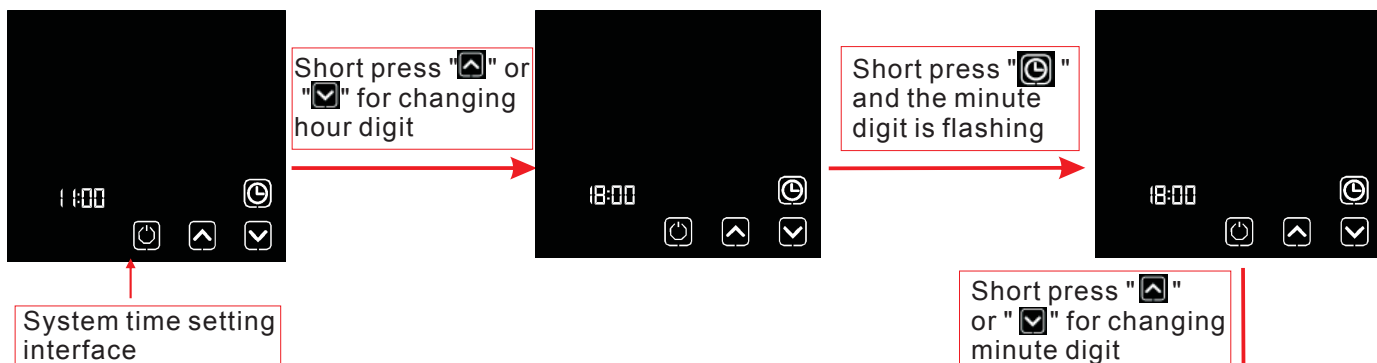 Short press " " or
" " for changing
hour digit
Short press " "
and the minute
digit is flashing
11:00
18:00
18:00
System time setting
interface
Short press " "
or " " for changing
minute digit